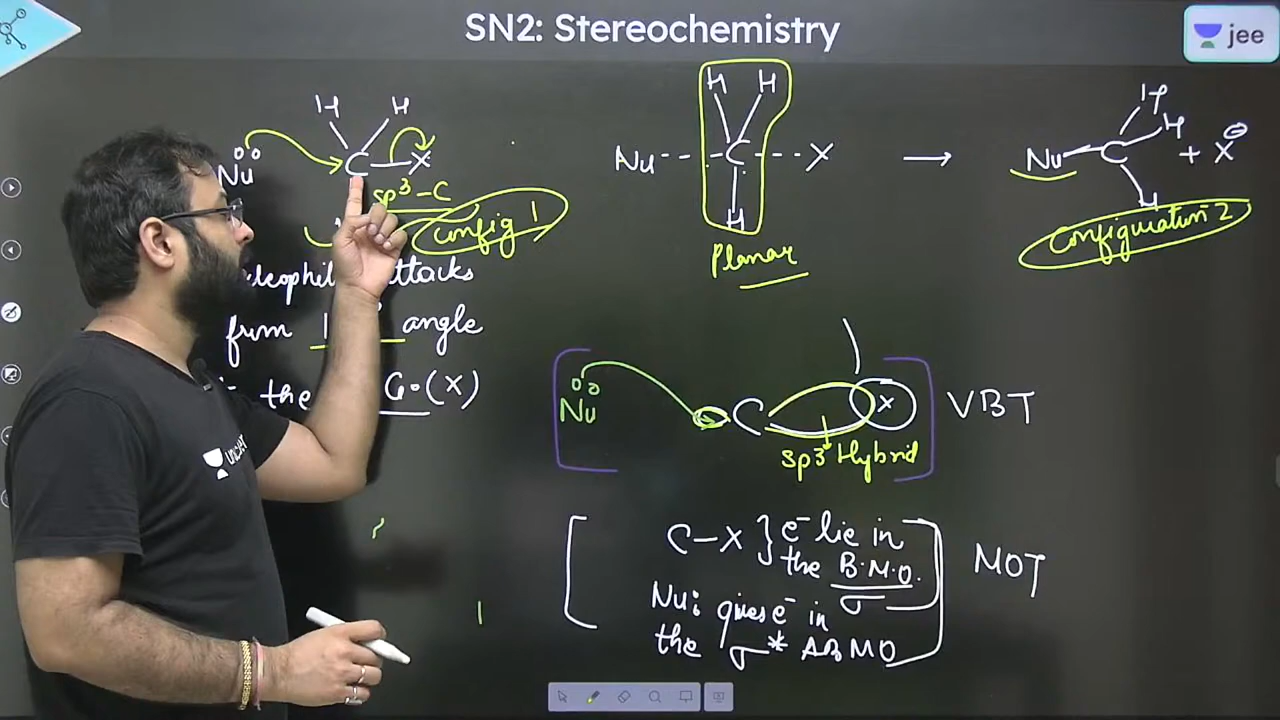 SN2: Stereochemistry
jee
H H
Nu C X
sp³-C
config 1
attacks
from angle
the G.(X)
H H
Nu -- C -- X
H
Planar
→
H
H
Nu C + X⊖
H
Configuration 2
Nu C X
VBT
sp3 Hybrid
C-X } e⁻ lie in
the B.M.O.
σ
Nu: gives e⁻ in
the σ* ABMO
MOT